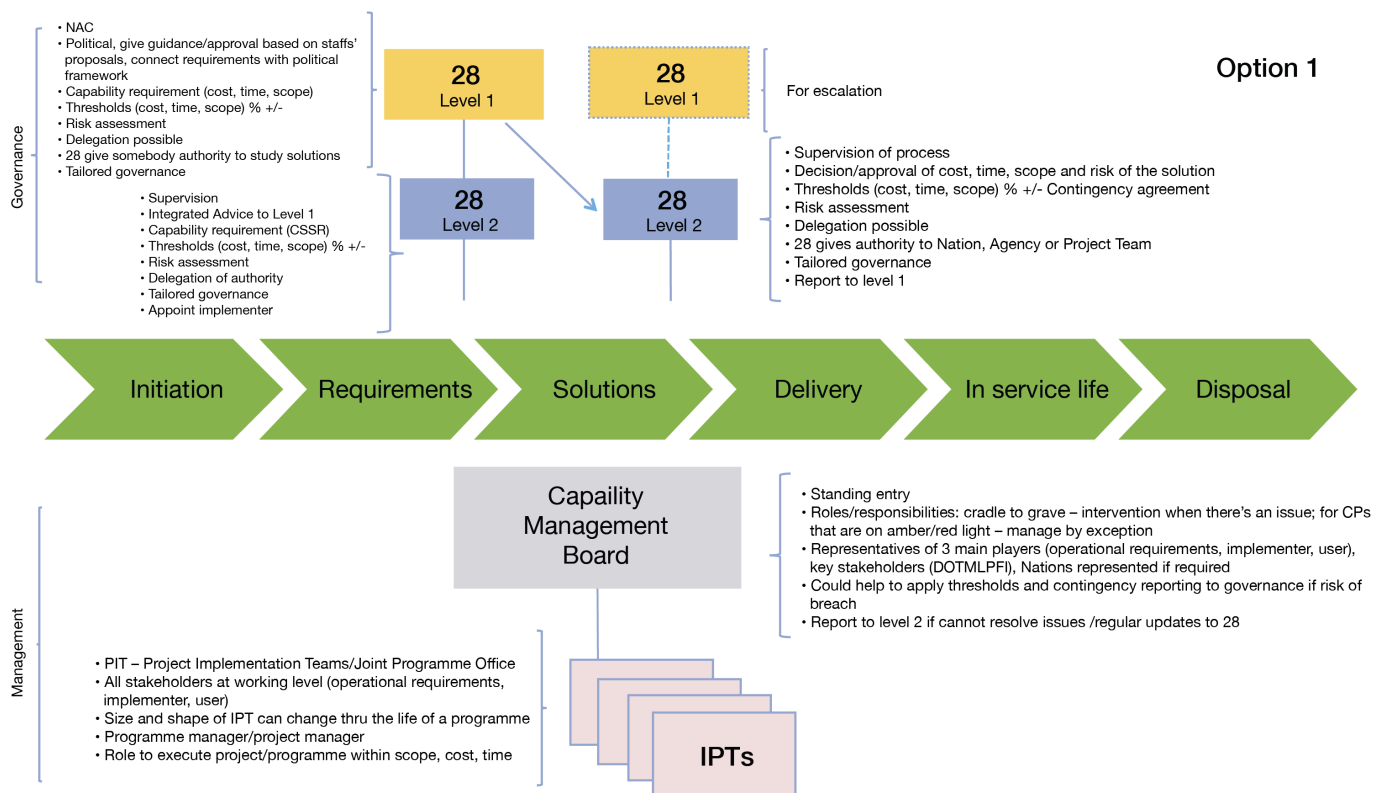 Option 1
Governance
• NAC
• Political, give guidance/approval based on staffs’
proposals, connect requirements with political
framework
• Capability requirement (cost, time, scope)
• Thresholds (cost, time, scope) % +/-
• Risk assessment
• Delegation possible
• 28 give somebody authority to study solutions
• Tailored governance
28
Level 1
28
Level 1
For escalation
• Supervision
• Integrated Advice to Level 1
• Capability requirement (CSSR)
• Thresholds (cost, time, scope) % +/-
• Risk assessment
• Delegation of authority
• Tailored governance
• Appoint implementer
28
Level 2
28
Level 2
• Supervision of process
• Decision/approval of cost, time, scope and risk of the solution
• Thresholds (cost, time, scope) % +/- Contingency agreement
• Risk assessment
• Delegation possible
• 28 gives authority to Nation, Agency or Project Team
• Tailored governance
• Report to level 1
Initiation
Requirements
Solutions
Delivery
In service life
Disposal
Management
Capaility
Management
Board
• Standing entry
• Roles/responsibilities: cradle to grave – intervention when there’s an issue; for CPs
that are on amber/red light – manage by exception
• Representatives of 3 main players (operational requirements, implementer, user),
key stakeholders (DOTMLPFI), Nations represented if required
• Could help to apply thresholds and contingency reporting to governance if risk of
breach
• Report to level 2 if cannot resolve issues /regular updates to 28
• PIT – Project Implementation Teams/Joint Programme Office
• All stakeholders at working level (operational requirements,
implementer, user)
• Size and shape of IPT can change thru the life of a programme
• Programme manager/project manager
• Role to execute project/programme within scope, cost, time
IPTs